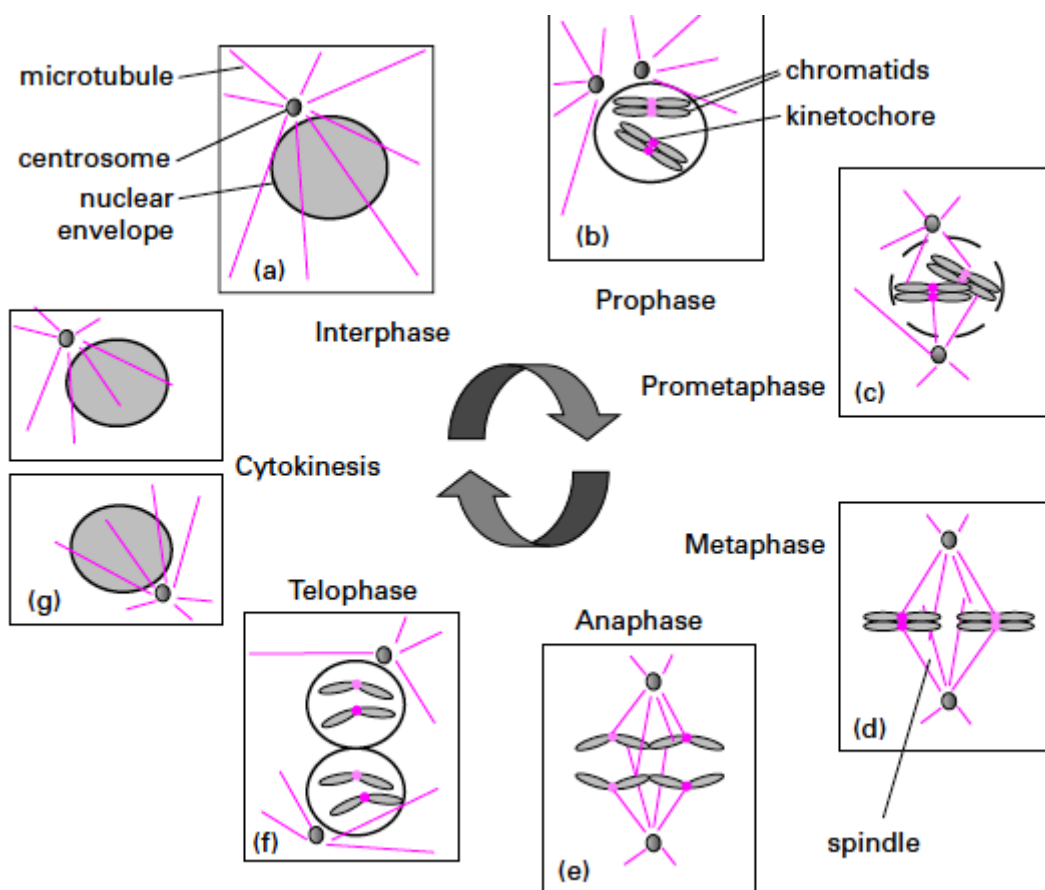 microtubule
centrosome
nuclear
envelope
(a)
Interphase
(b)
chromatids
kinetochore
Prophase
Prometaphase
(c)
Metaphase
(d)
spindle
Anaphase
(e)
Telophase
(f)
Cytokinesis
(g)